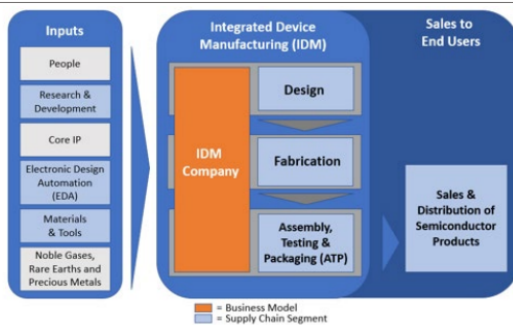 Inputs
People
Research &
Development
Core IP
Electronic Design
Automation
(EDA)
Materials
& Tools
Noble Gases,
Rare Earths and
Precious Metals
Integrated Device
Manufacturing (IDM)
IDM
Company
Design
Fabrication
Assembly,
Testing &
Packaging (ATP)
Sales to
End Users
Sales &
Distribution of
Semiconductor
Products
= Business Model
= Supply Chain Segment